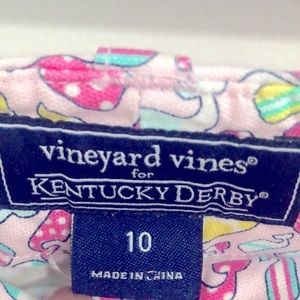 vineyard vines®
for
KENTUCKY DERBY®
10
MADE IN CHINA